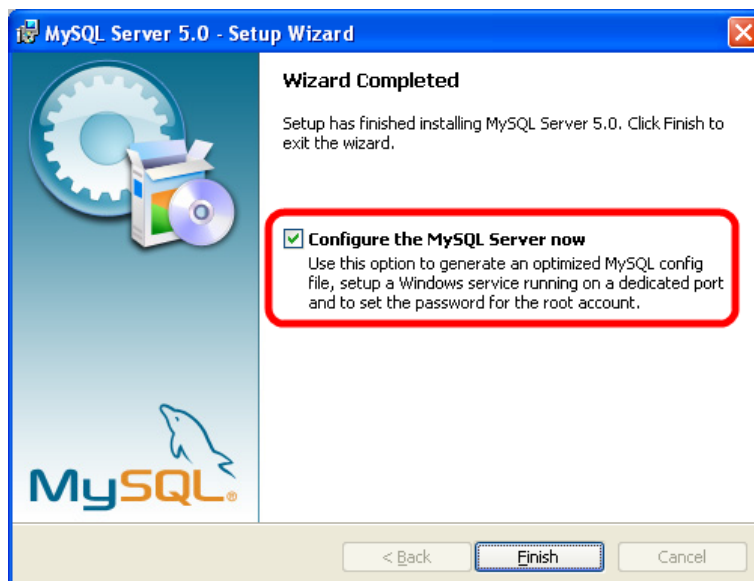 MySQL Server 5.0 - Setup Wizard
Wizard Completed
Setup has finished installing MySQL Server 5.0. Click Finish to
exit the wizard.
Configure the MySQL Server now
Use this option to generate an optimized MySQL config
file, setup a Windows service running on a dedicated port
and to set the password for the root account.
MySQL®
< Back
Finish
Cancel